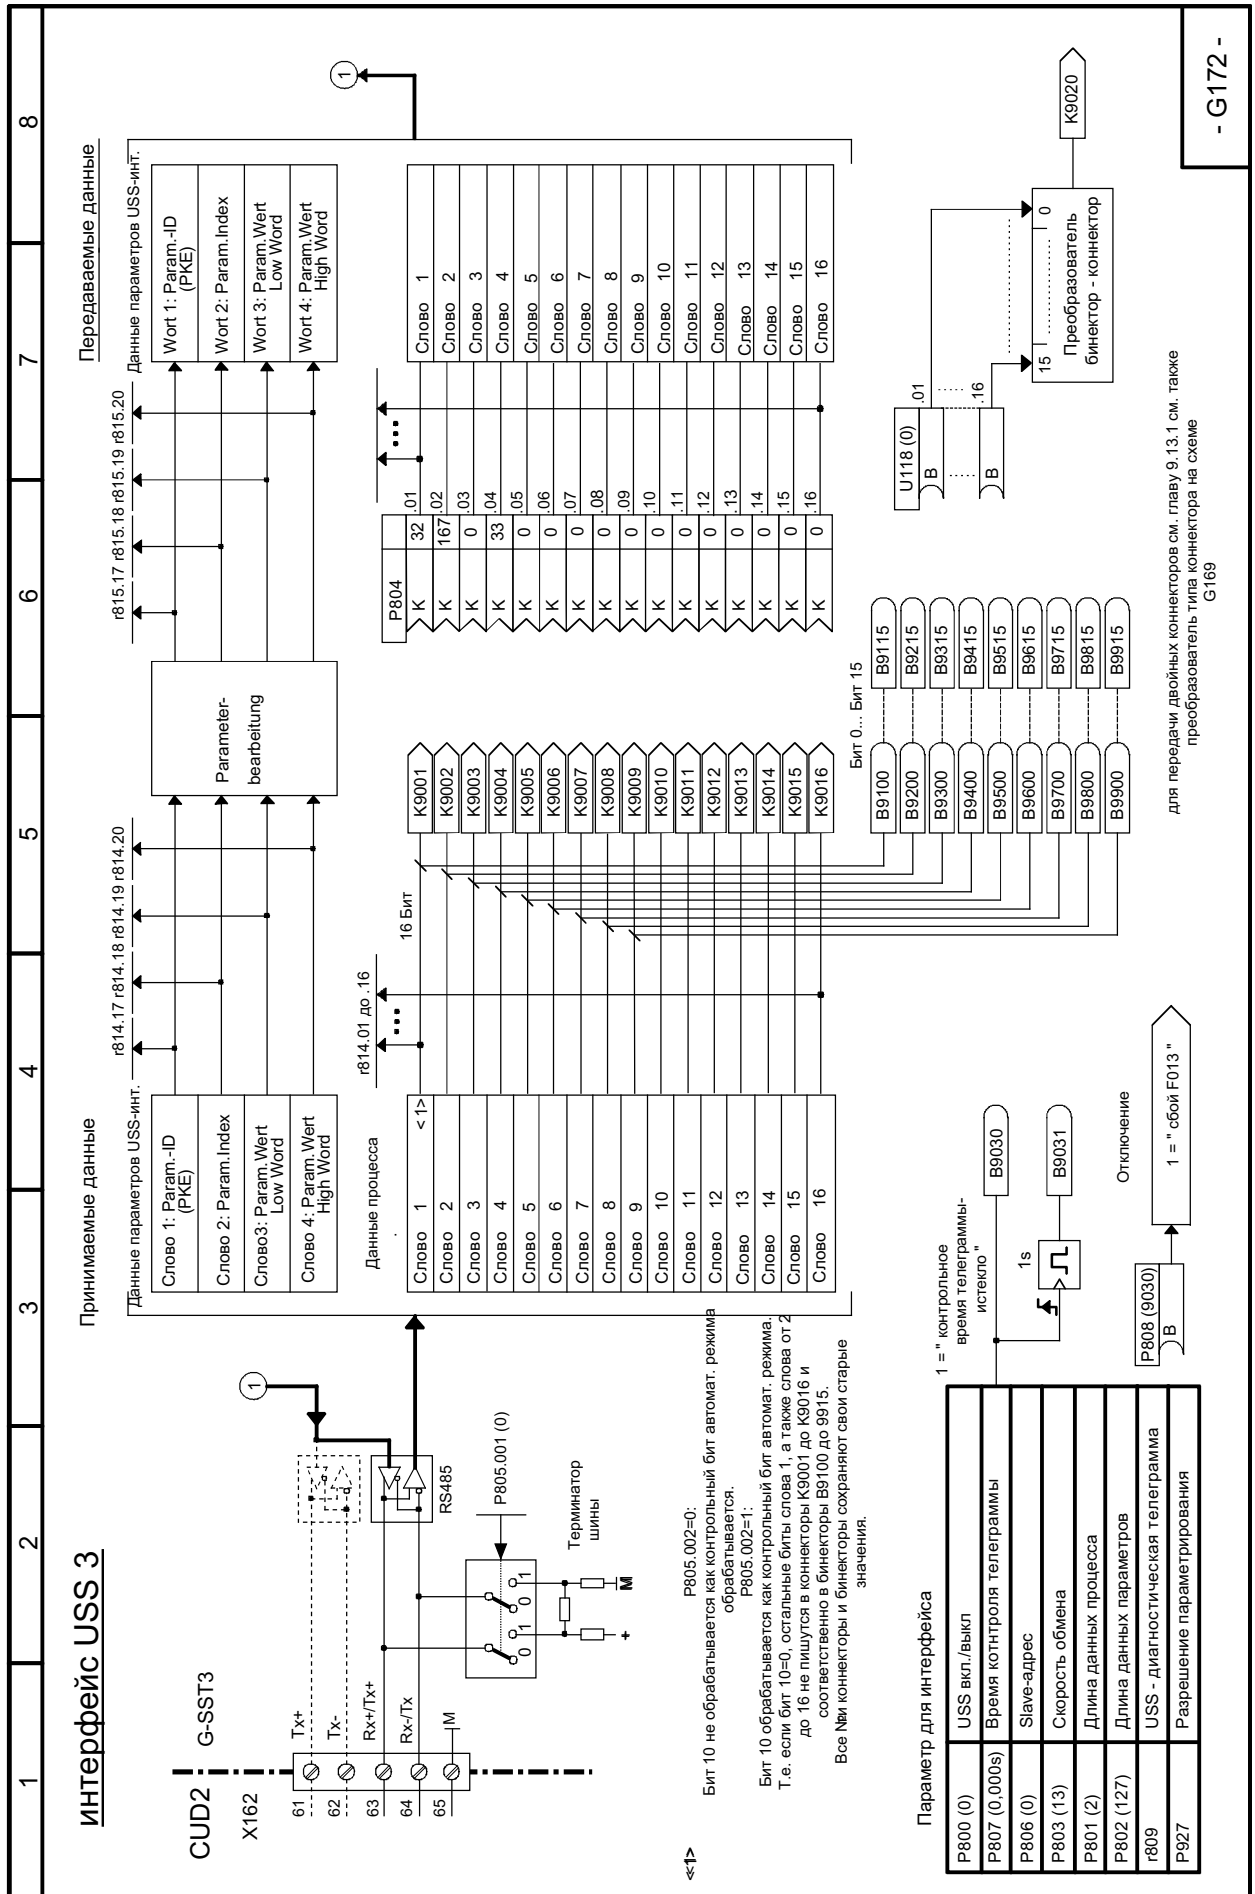 1 2 3 4 5 6 7 8
интерфейс USS 3
CUD2
G-SST3
X162
61
62
63
64
65
Tx+
Tx-
Rx+/Tx+
Rx-/Tx
M
1
RS485
P805.001 (0)
0 1 0 1
+
M
Терминатор
шины
Принимаемые данные
Данные параметров USS-инт.
Слово 1: Param.-ID
(PKE)
Слово 2: Param.Index
Слово3: Param.Wert
Low Word
Слово 4: Param.Wert
High Word
r814.17 r814.18 r814.19 r814.20
Parameter-
bearbeitung
r815.17 r815.18 r815.19 r815.20
Передаваемые данные
Данные параметров USS-инт.
Wort 1: Param.-ID
(PKE)
Wort 2: Param.Index
Wort 3: Param.Wert
Low Word
Wort 4: Param.Wert
High Word
1
Данные процесса
.
Слово 1 <1>
Слово 2
Слово 3
Слово 4
Слово 5
Слово 6
Слово 7
Слово 8
Слово 9
Слово 10
Слово 11
Слово 12
Слово 13
Слово 14
Слово 15
Слово 16
r814.01 до .16
16 Бит
K9001
K9002
K9003
K9004
K9005
K9006
K9007
K9008
K9009
K9010
K9011
K9012
K9013
K9014
K9015
K9016
Бит 0... Бит 15
B9100 B9115
B9200 B9215
B9300 B9315
B9400 B9415
B9500 B9515
B9600 B9615
B9700 B9715
B9800 B9815
B9900 B9915
P804
K 32 .01
K 167 .02
K 0 .03
K 33 .04
K 0 .05
K 0 .06
K 0 .07
K 0 .08
K 0 .09
K 0 .10
K 0 .11
K 0 .12
K 0 .13
K 0 .14
K 0 .15
K 0 .16
Слово 1
Слово 2
Слово 3
Слово 4
Слово 5
Слово 6
Слово 7
Слово 8
Слово 9
Слово 10
Слово 11
Слово 12
Слово 13
Слово 14
Слово 15
Слово 16
U118 (0)
B .01
B .16
15 0
Преобразователь
бинектор - коннектор
K9020
для передачи двойных коннекторов см. главу 9.13.1 см. также
преобразователь типа коннектора на схеме
G169
<1>
P805.002=0:
Бит 10 не обрабатывается как контрольный бит автомат. режима
обрабатывается.
P805.002=1:
Бит 10 обрабатывается как контрольный бит автомат. режима.
Т.е. если бит 10=0, остальные биты слова 1, а также слова от 2
до 16 не пишутся в коннекторы K9001 до K9016 и
соответственно в бинекторы B9100 до 9915.
Все коннекторы и бинекторы сохраняют свои старые
значения.
Параметр для интерфейса
P800 (0) USS вкл./выкл
P807 (0,000s) Время котнтроля телеграммы
P806 (0) Slave-адрес
P803 (13) Скорость обмена
P801 (2) Длина данных процесса
P802 (127) Длина данных параметров
r809 USS - диагностическая телеграмма
P927 Разрешение параметрирования
1 = " контрольное
время телеграммы-
истекло "
B9030
1s
B9031
Отключение
P808 (9030)
B
1 = " сбой F013 "
- G172 -